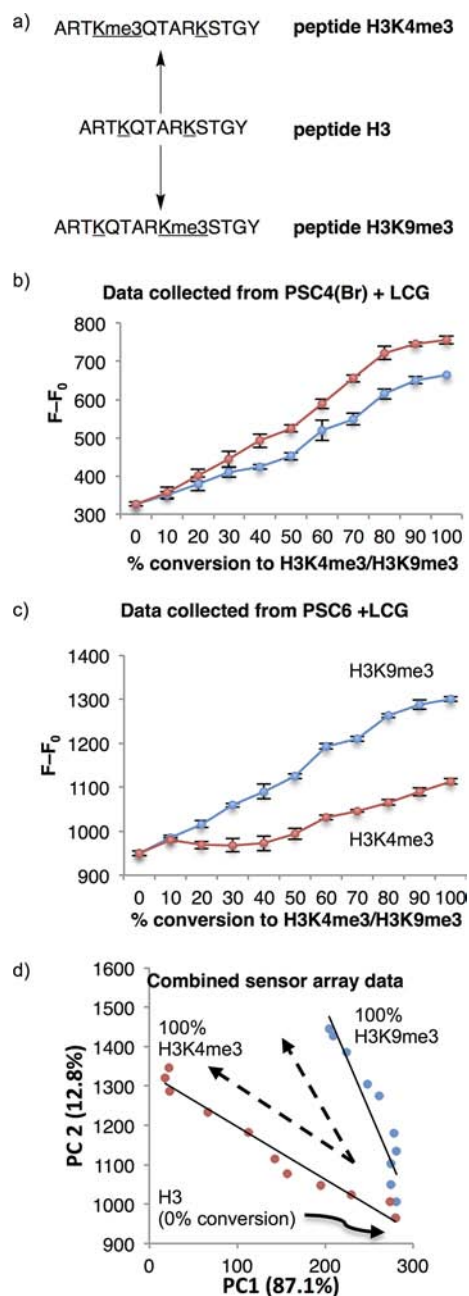 a)
ARTKme3QTARKSTGY peptide H3K4me3
ARTKQTARKSTGY peptide H3
ARTKQTARKme3STGY peptide H3K9me3
b)
Data collected from PSC4(Br) + LCG
F–F0
800
700
600
500
400
300
0 10 20 30 40 50 60 70 80 90 100
% conversion to H3K4me3/H3K9me3
c)
Data collected from PSC6 +LCG
F–F0
1400
1300
1200
1100
1000
900
H3K9me3
H3K4me3
0 10 20 30 40 50 60 70 80 90 100
% conversion to H3K4me3/H3K9me3
d)
Combined sensor array data
PC 2 (12.8%)
1600
1500
1400
1300
1200
1100
1000
900
100%
H3K4me3
100%
H3K9me3
H3
(0% conversion)
0 100 200 300
PC1 (87.1%)